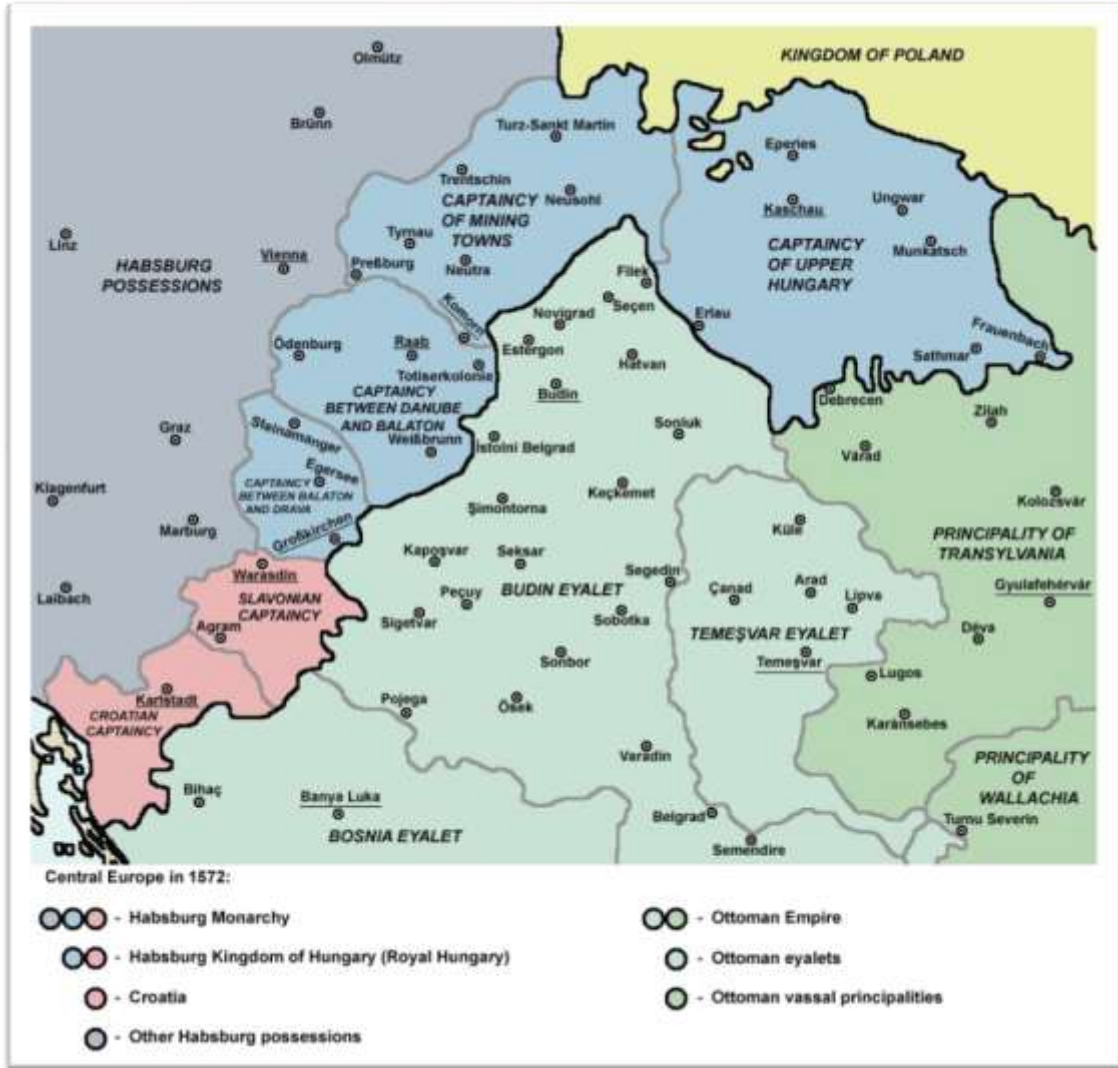 Olmütz
KINGDOM OF POLAND
Brünn
Turz-Sankt Martin
Eperies
Trentschin
Neusohl
CAPTAINCY
OF MINING
TOWNS
Kaschau
Ungwar
Linz
Tyrnau
Vienna
HABSBURG
POSSESSIONS
Preßburg
Neutra
CAPTAINCY
OF UPPER
HUNGARY
Munkatsch
Filek
Seçen
Komorn
Novigrad
Erlau
Frauenbach
Ödenburg
Raab
Estergon
Hatvan
Sathmar
Totiserkolonie
CAPTAINCY
BETWEEN DANUBE
AND BALATON
Budin
Debrecen
Zilah
Graz
Steinamanger
Weißbrunn
İstolni Belgrad
Sonluk
Várad
Egersee
CAPTAINCY
BETWEEN BALATON
AND DRAVA
Klagenfurt
Keçkemet
Kolozsvár
Şimontorna
Marburg
Großkirchen
Küle
PRINCIPALITY OF
TRANSYLVANIA
Kapoşvar
Seksar
Warasdin
Laibach
SLAVONIAN
CAPTAINCY
BUDIN EYALET
Segedin
Çanad
Arad
Lipva
Gyulafehérvár
Peçuy
Sigetvar
Sobotka
Agram
TEMEŞVAR EYALET
Déva
Sonbor
Temeşvar
Lugos
Karlstadt
CROATIAN
CAPTAINCY
Pojega
Ösek
Karánsebes
Varadin
PRINCIPALITY
OF
WALLACHIA
Bihaç
Banya Luka
Belgrad
Turnu Severin
BOSNIA EYALET
Semendire
Central Europe in 1572:
- Habsburg Monarchy
- Habsburg Kingdom of Hungary (Royal Hungary)
- Croatia
- Other Habsburg possessions
- Ottoman Empire
- Ottoman eyalets
- Ottoman vassal principalities